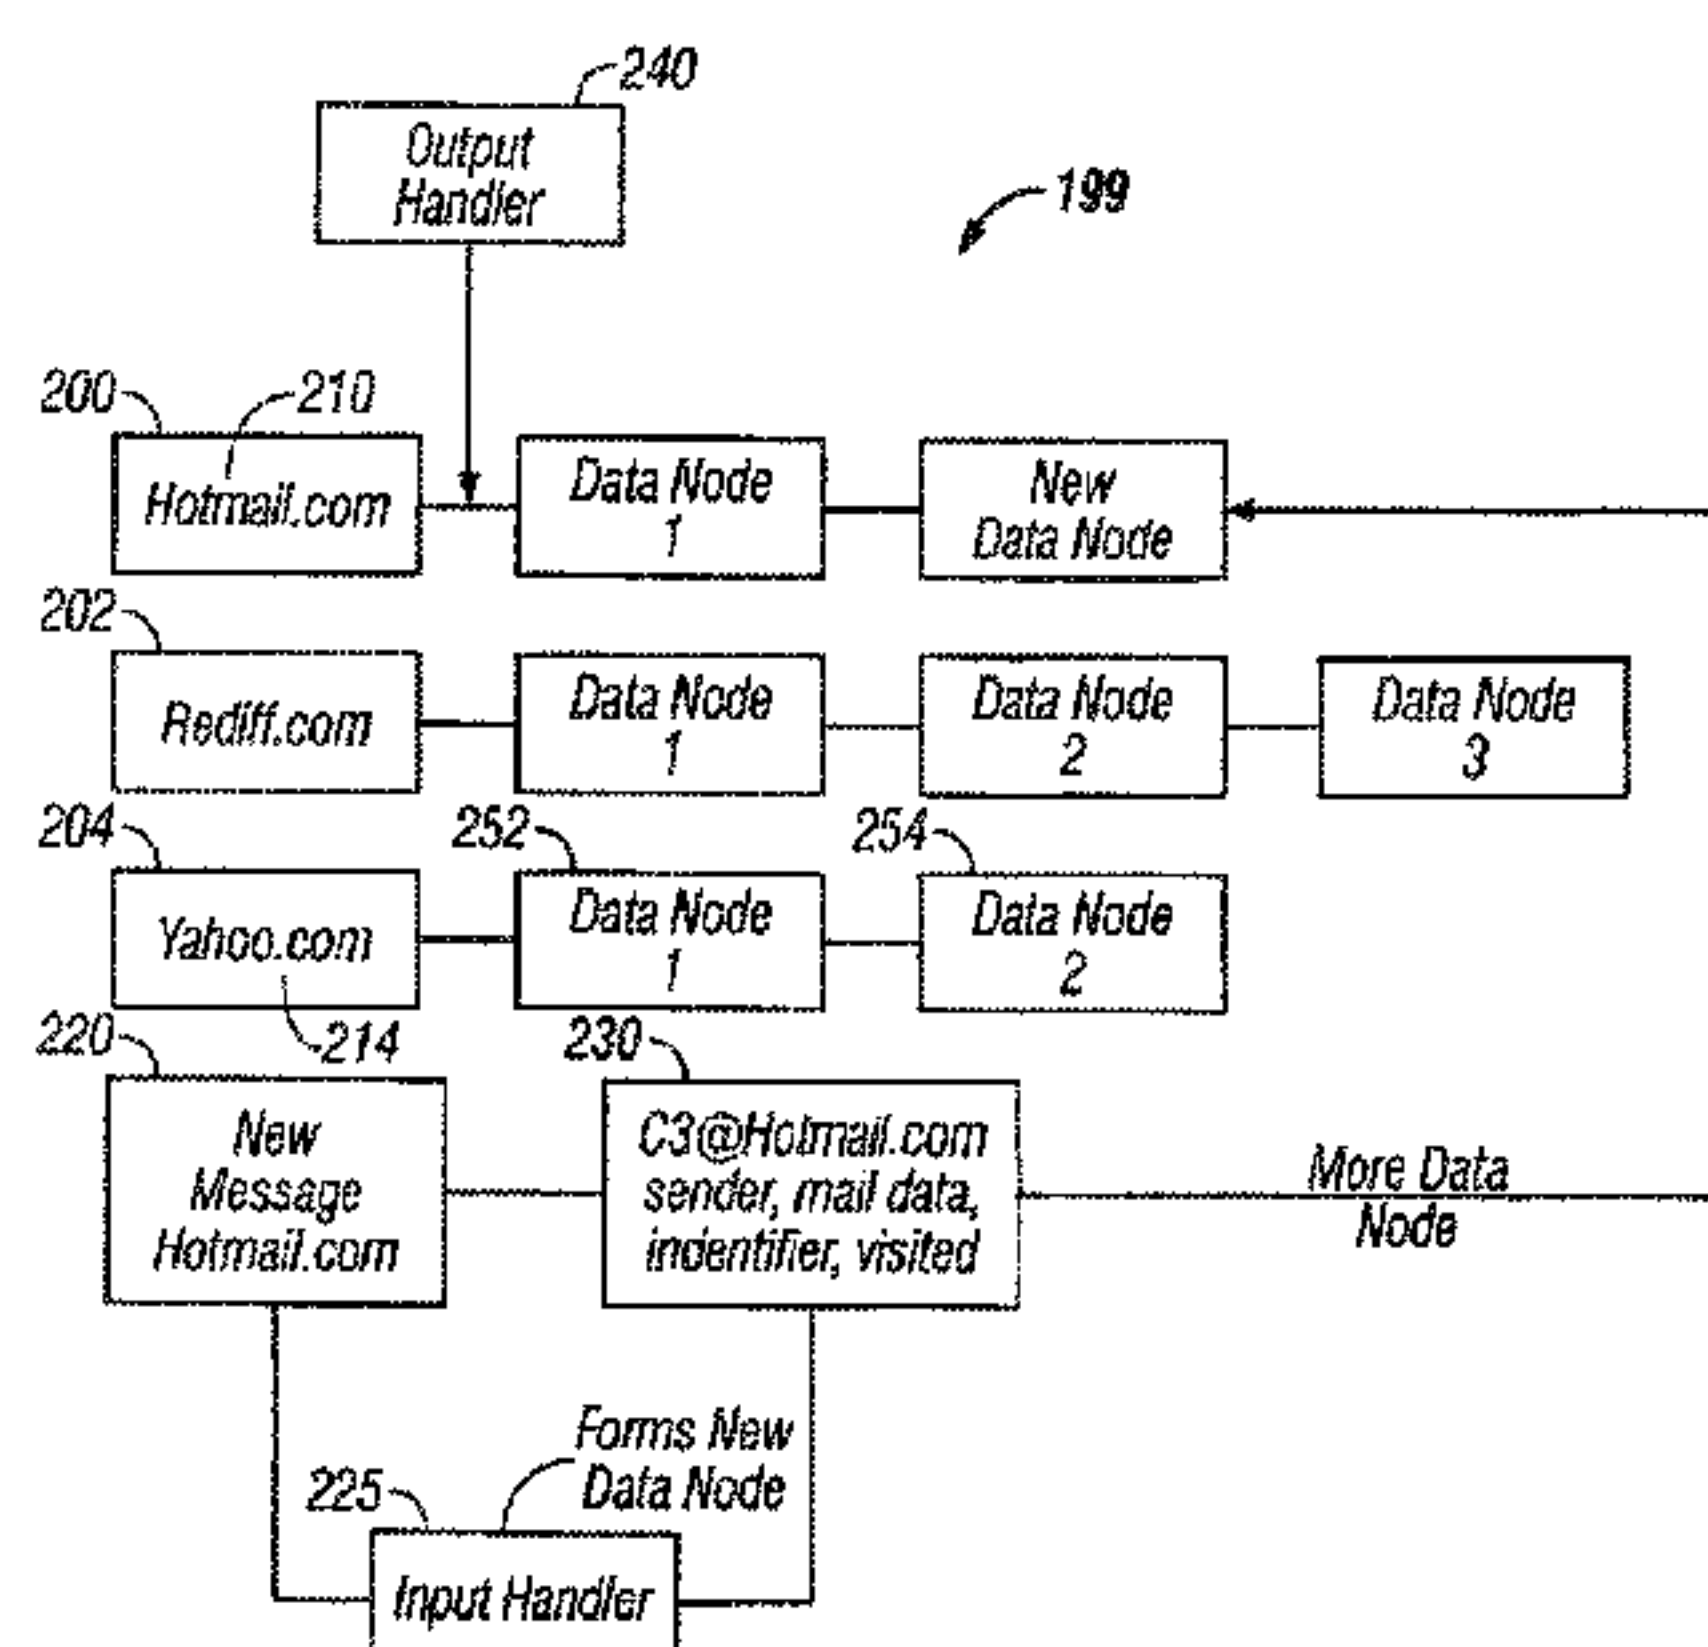 240
Output
Handler
199
200
210
Hotmail.com
Data Node
1
New
Data Node
202
Rediff.com
Data Node
1
Data Node
2
Data Node
3
204
252
254
Yahoo.com
Data Node
1
Data Node
2
214
220
230
New
Message
Hotmail.com
C3@Hotmail.com
sender, mail data,
indentifier, visited
More Data
Node
Forms New
Data Node
225
Input Handler